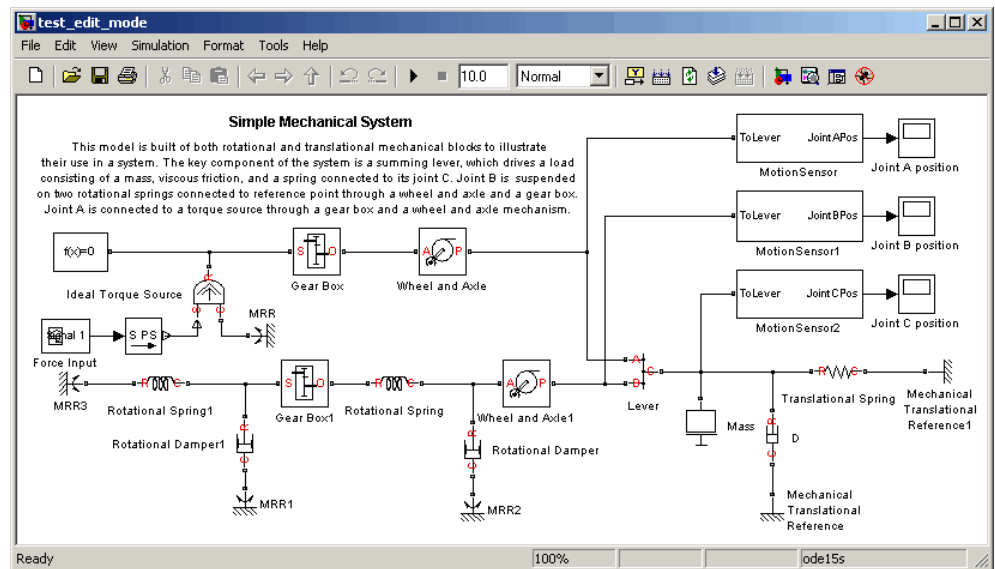 test_edit_mode
File Edit View Simulation Format Tools Help
10.0 Normal
Simple Mechanical System
This model is built of both rotational and translational mechanical blocks to illustrate
their use in a system. The key component of the system is a summing lever, which drives a load
consisting of a mass, viscous friction, and a spring connected to its joint C. Joint B is suspended
on two rotational springs connected to reference point through a wheel and axle and a gear box.
Joint A is connected to a torque source through a gear box and a wheel and axle mechanism.
ToLever JointAPos
MotionSensor
Joint A position
ToLever JointBPos
MotionSensor1
Joint B position
ToLever JointCPos
MotionSensor2
Joint C position
f(x)=0
S O
Gear Box
A P
Wheel and Axle
Ideal Torque Source
R
S C
MRR
Signal 1
Force Input
S PS
MRR3
R C
Rotational Spring1
S O
Gear Box1
R C
Rotational Spring
A P
Wheel and Axle1
A
B
C
Lever
R C
Translational Spring
Mechanical
Translational
Reference1
Mass
R
C
D
Rotational Damper1
R
C
MRR1
Rotational Damper
R
C
MRR2
Mechanical
Translational
Reference
Ready 100% ode15s